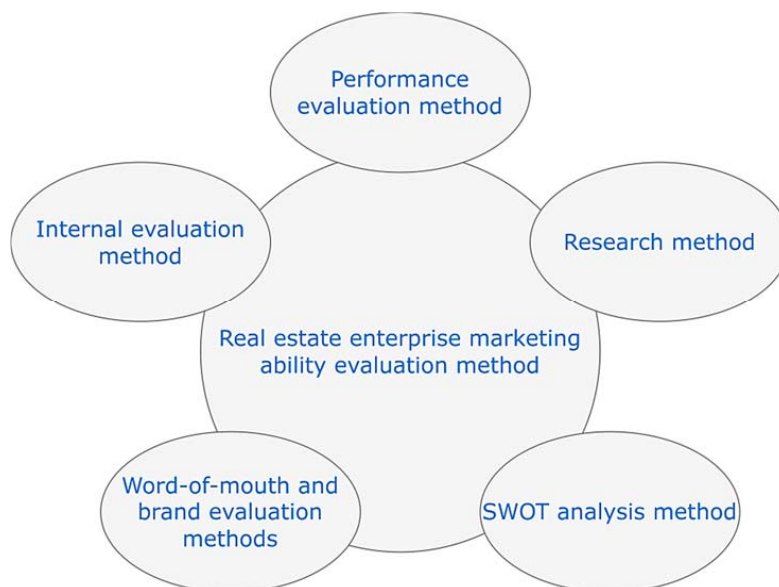 Performance
evaluation method
Internal evaluation
method
Research method
Real estate enterprise marketing
ability evaluation method
Word-of-mouth and
brand evaluation
methods
SWOT analysis method